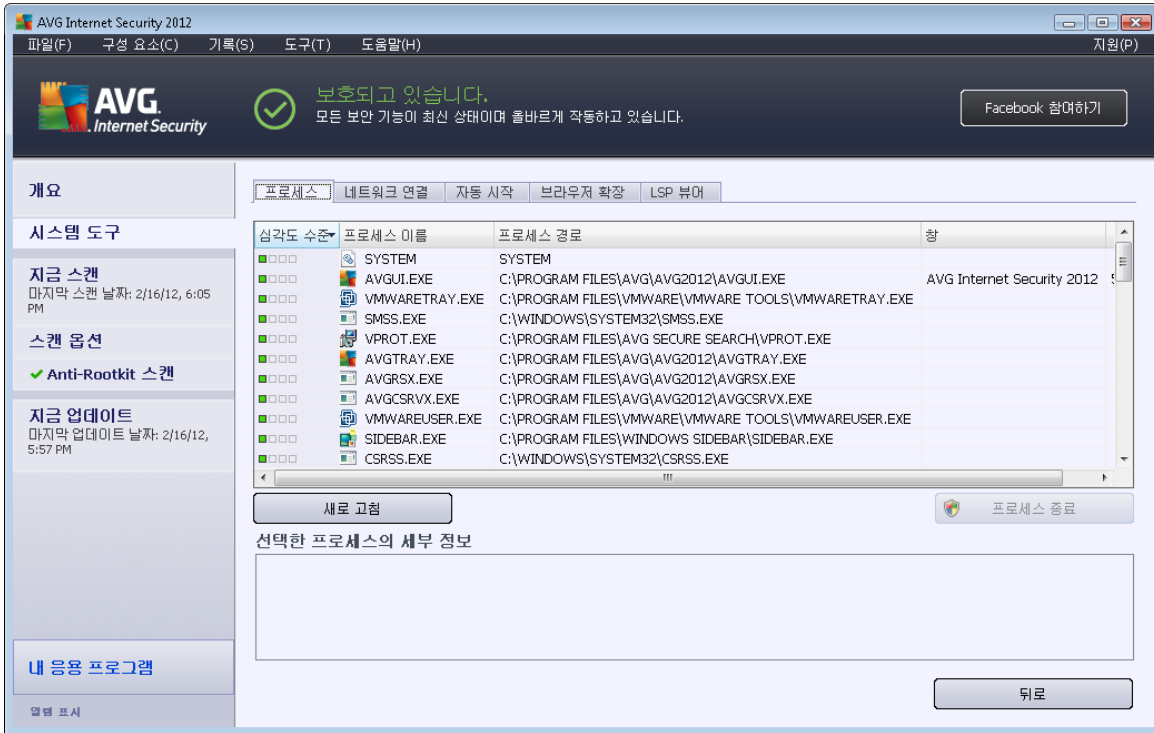 AVG Internet Security 2012
파일(F) 구성 요소(C) 기록(S) 도구(T) 도움말(H) 지원(P)
AVG.
Internet Security
보호되고 있습니다.
모든 보안 기능이 최신 상태이며 올바르게 작동하고 있습니다.
Facebook 참여하기
개요
시스템 도구
지금 스캔
마지막 스캔 날짜: 2/16/12, 6:05
PM
스캔 옵션
Anti-Rootkit 스캔
지금 업데이트
마지막 업데이트 날짜: 2/16/12,
5:57 PM
내 응용 프로그램
알림 표시
프로세스 네트워크 연결 자동 시작 브라우저 확장 LSP 뷰어
심각도 수준 프로세스 이름 프로세스 경로 창
SYSTEM SYSTEM
AVGUI.EXE C:\PROGRAM FILES\AVG\AVG2012\AVGUI.EXE AVG Internet Security 2012
VMWARETRAY.EXE C:\PROGRAM FILES\VMWARE\VMWARE TOOLS\VMWARETRAY.EXE
SMSS.EXE C:\WINDOWS\SYSTEM32\SMSS.EXE
VPROT.EXE C:\PROGRAM FILES\AVG SECURE SEARCH\VPROT.EXE
AVGTRAY.EXE C:\PROGRAM FILES\AVG\AVG2012\AVGTRAY.EXE
AVGRSX.EXE C:\PROGRAM FILES\AVG\AVG2012\AVGRSX.EXE
AVGCSRVX.EXE C:\PROGRAM FILES\AVG\AVG2012\AVGCSRVX.EXE
VMWAREUSER.EXE C:\PROGRAM FILES\VMWARE\VMWARE TOOLS\VMWAREUSER.EXE
SIDEBAR.EXE C:\PROGRAM FILES\WINDOWS SIDEBAR\SIDEBAR.EXE
CSRSS.EXE C:\WINDOWS\SYSTEM32\CSRSS.EXE
새로 고침 프로세스 종료
선택한 프로세스의 세부 정보
뒤로